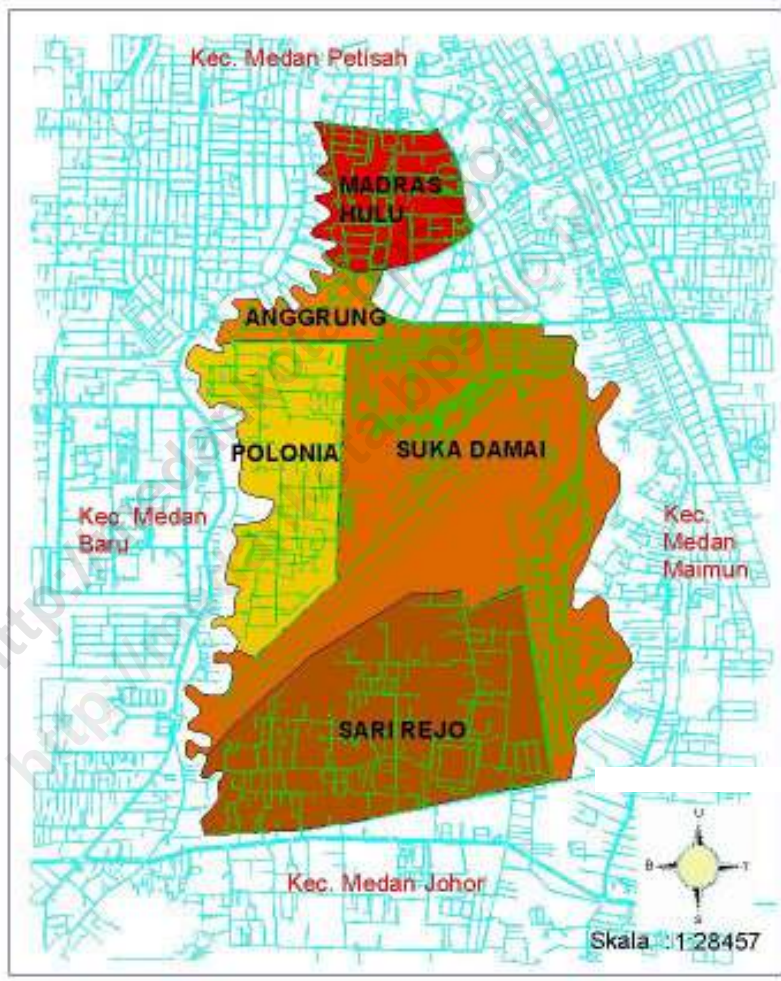 Kec. Medan Petisah
MADRAS
HULU
ANGGRUNG
POLONIA
SUKA DAMAI
Kec. Medan
Baru
Kec.
Medan
Maimun
SARI REJO
U
B
T
S
Kec. Medan Johor
Skala :1:28457